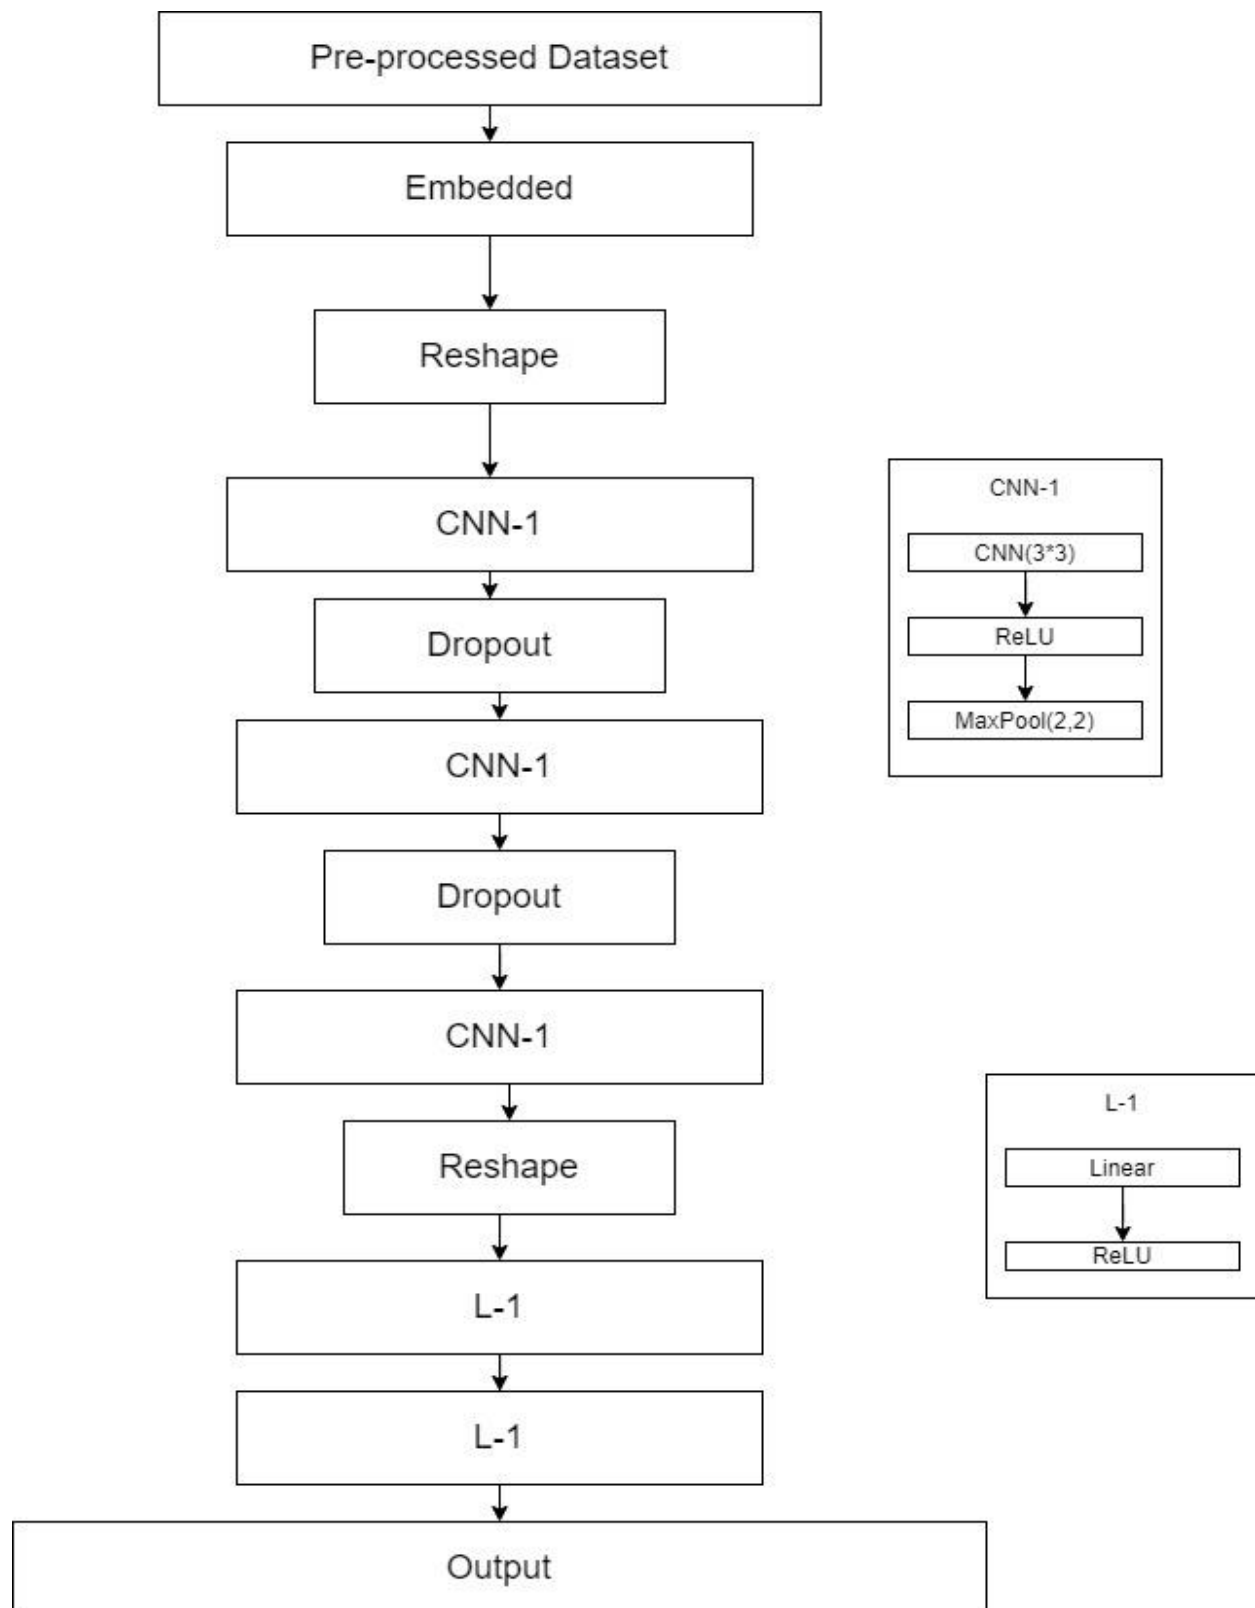 Pre-processed Dataset
Embedded
Reshape
CNN-1
Dropout
CNN-1
Dropout
CNN-1
Reshape
L-1
L-1
Output
CNN-1
CNN(3*3)
ReLU
MaxPool(2,2)
L-1
Linear
ReLU